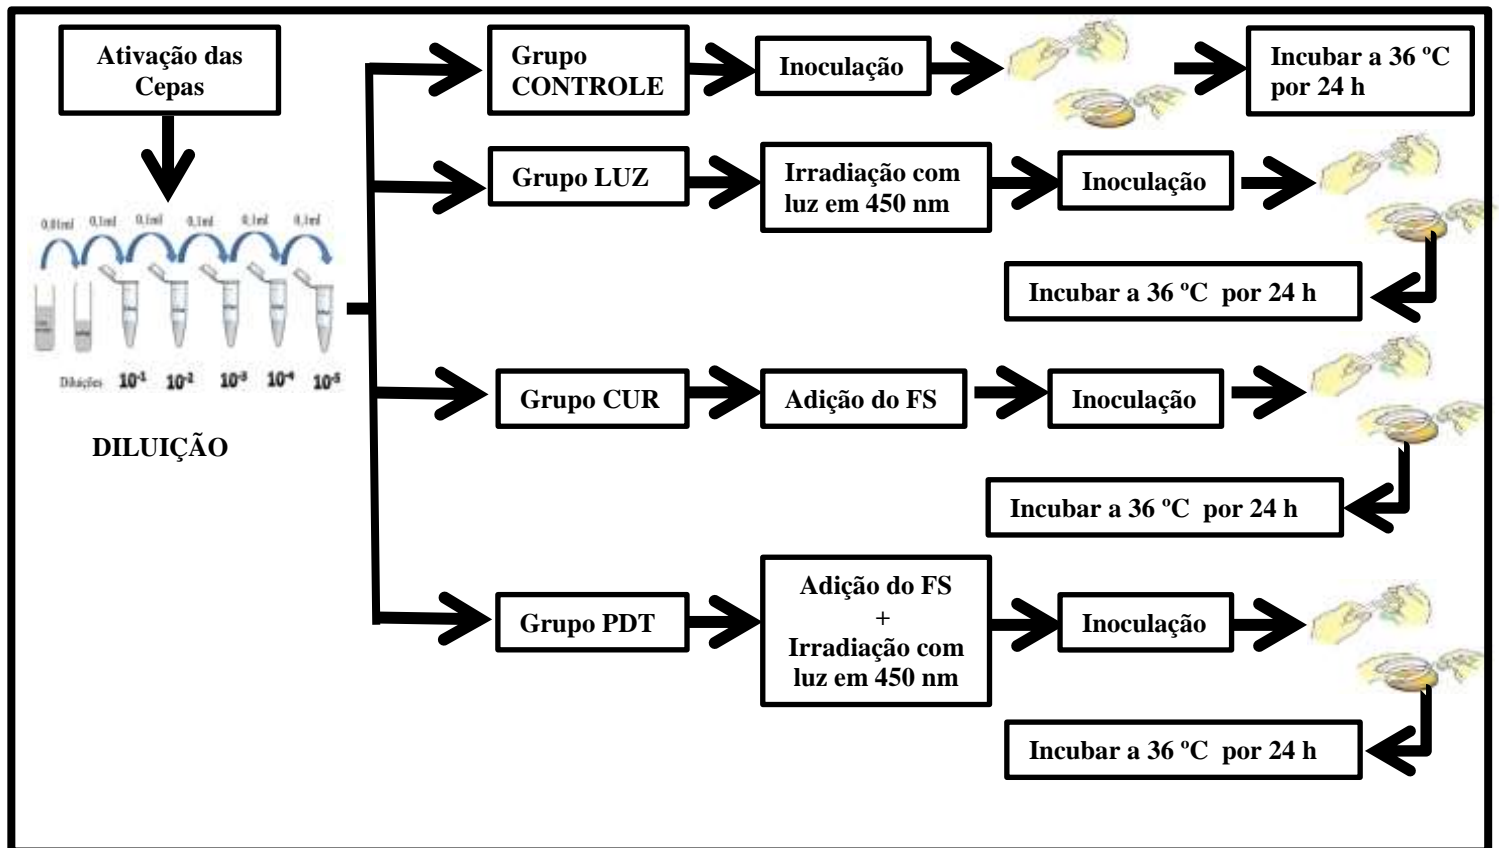 Ativação das
Cepas
0,01ml 0,1ml 0,1ml 0,1ml 0,1ml 0,1ml
Diluições 10-1 10-2 10-3 10-4 10-5
DILUIÇÃO
Grupo
CONTROLE
Inoculação
Incubar a 36 ºC
por 24 h
Grupo LUZ
Irradiação com
luz em 450 nm
Inoculação
Incubar a 36 ºC por 24 h
Grupo CUR
Adição do FS
Inoculação
Incubar a 36 ºC por 24 h
Grupo PDT
Adição do FS
+
Irradiação com
luz em 450 nm
Inoculação
Incubar a 36 ºC por 24 h